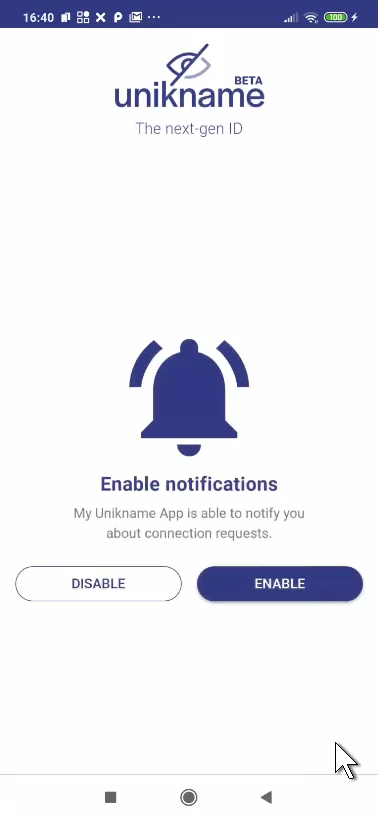 16:40
100
BETA
unikname
The next-gen ID
Enable notifications
My Unikname App is able to notify you
about connection requests.
DISABLE
ENABLE